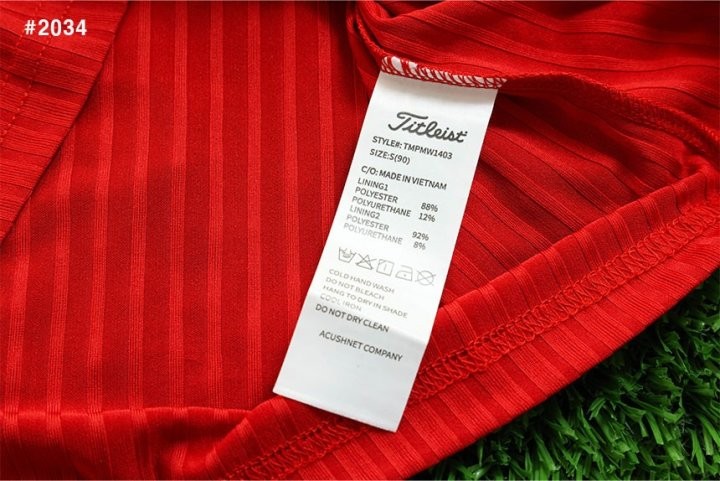 #2034
Titleist
STYLE#: TMPMW1403
SIZE:S(90)
C/O: MADE IN VIETNAM
LINING1
POLYESTER 88%
POLYURETHANE 12%
LINING2
POLYESTER 92%
POLYURETHANE 8%
COLD HAND WASH
DO NOT BLEACH
HANG TO DRY IN SHADE
COOL IRON
DO NOT DRY CLEAN
ACUSHNET COMPANY